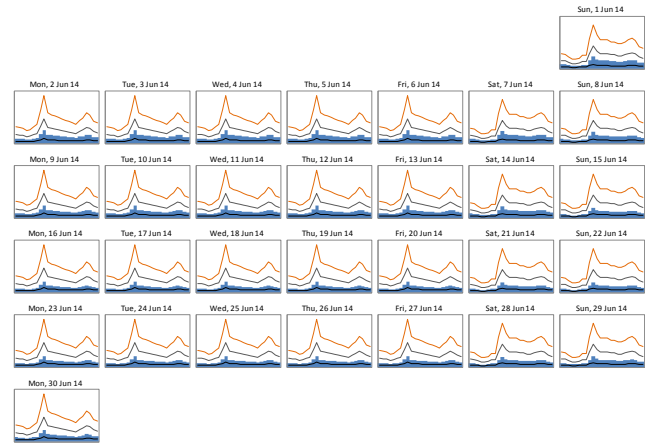 Sun, 1 Jun 14
Mon, 2 Jun 14 Tue, 3 Jun 14 Wed, 4 Jun 14 Thu, 5 Jun 14 Fri, 6 Jun 14 Sat, 7 Jun 14 Sun, 8 Jun 14
Mon, 9 Jun 14 Tue, 10 Jun 14 Wed, 11 Jun 14 Thu, 12 Jun 14 Fri, 13 Jun 14 Sat, 14 Jun 14 Sun, 15 Jun 14
Mon, 16 Jun 14 Tue, 17 Jun 14 Wed, 18 Jun 14 Thu, 19 Jun 14 Fri, 20 Jun 14 Sat, 21 Jun 14 Sun, 22 Jun 14
Mon, 23 Jun 14 Tue, 24 Jun 14 Wed, 25 Jun 14 Thu, 26 Jun 14 Fri, 27 Jun 14 Sat, 28 Jun 14 Sun, 29 Jun 14
Mon, 30 Jun 14